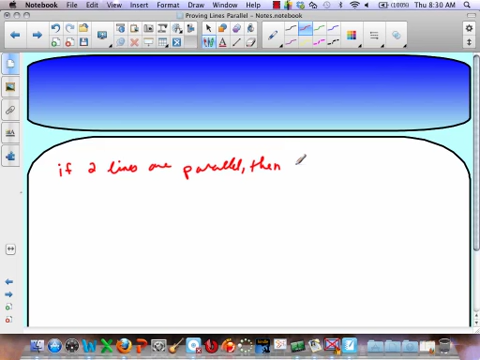 Notebook File Edit View Insert Format Draw Window Help (100%) Thu 8:30 AM
Proving Lines Parallel - Notes.notebook
if 2 lines are parallel, then